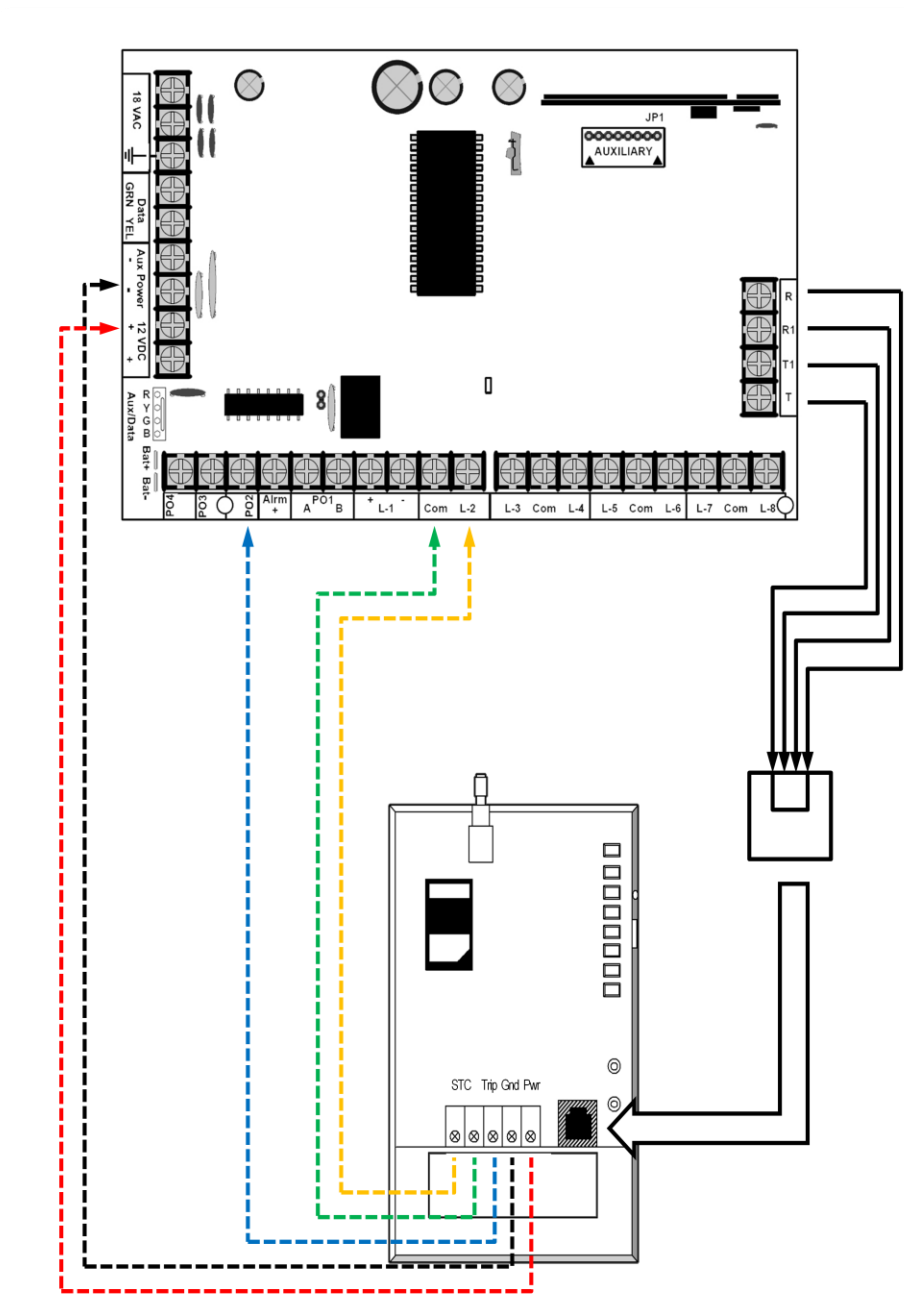 18 VAC
Data
GRN YEL
Aux Power
- -
12 VDC
+ +
JP1
AUXILIARY
R
R1
T1
T
Aux/Data
R
Y
G
B
Bat+
Bat-
PO4 PO3 PO2 Alrm + PO1 A B + L-1 - Com L-2 L-3 Com L-4 L-5 Com L-6 L-7 Com L-8
STC Trip Gnd Pwr